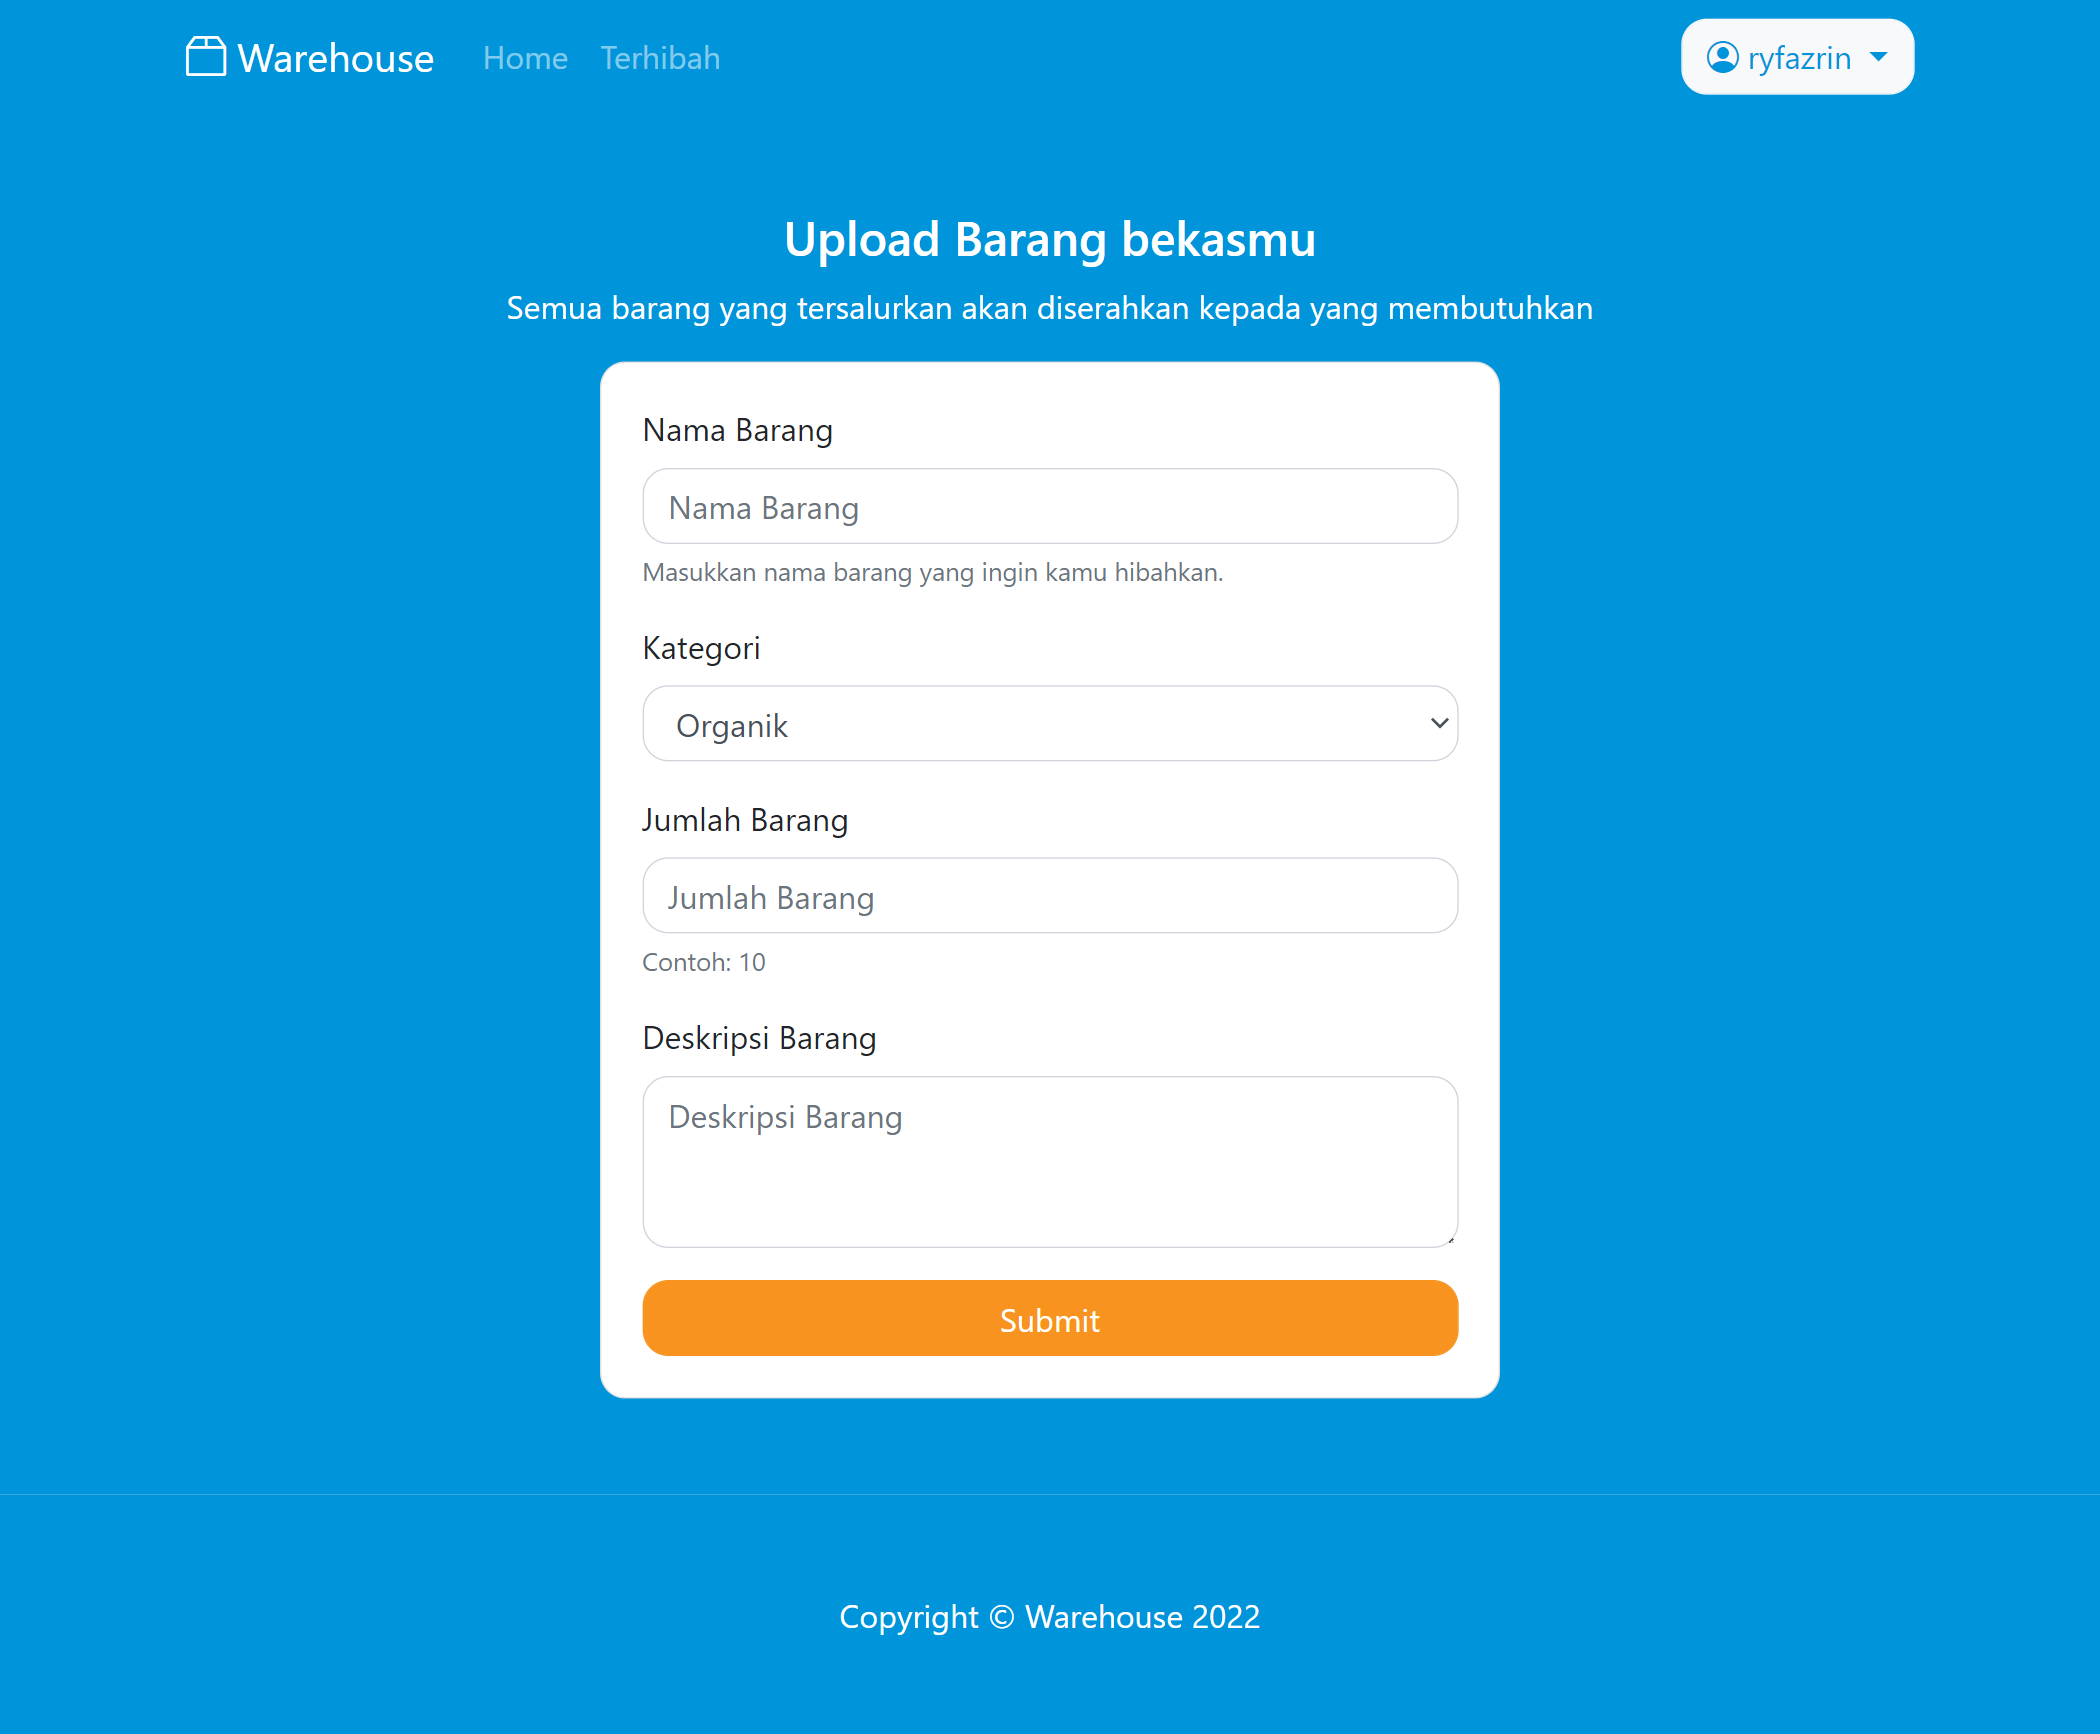 Warehouse Home Terhibah ryfazrin
Upload Barang bekasmu
Semua barang yang tersalurkan akan diserahkan kepada yang membutuhkan
Nama Barang
Nama Barang
Masukkan nama barang yang ingin kamu hibahkan.
Kategori
Organik
Jumlah Barang
Jumlah Barang
Contoh: 10
Deskripsi Barang
Deskripsi Barang
Submit
Copyright © Warehouse 2022